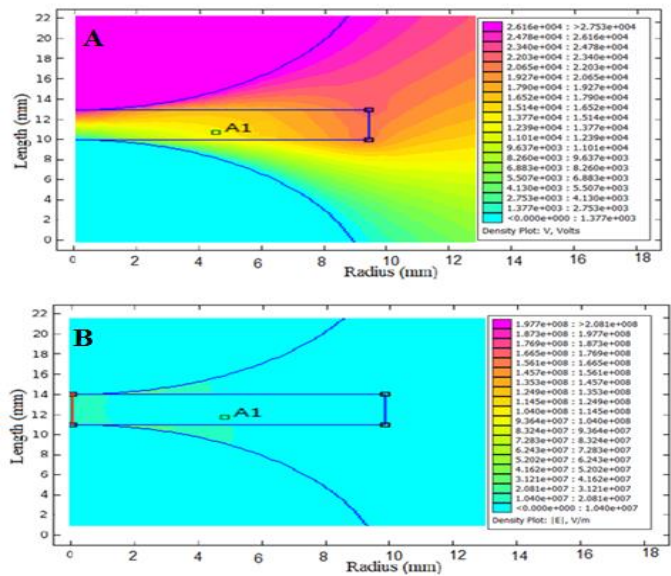 A
22
20
18
16
14
12
10
8
6
4
2
0
Length (mm)
A1
0 2 4 6 8 10 12 14 16 18
Radius (mm)
2.616e+004 : >2.753e+004
2.478e+004 : 2.616e+004
2.340e+004 : 2.478e+004
2.203e+004 : 2.340e+004
2.065e+004 : 2.203e+004
1.927e+004 : 2.065e+004
1.790e+004 : 1.927e+004
1.652e+004 : 1.790e+004
1.514e+004 : 1.652e+004
1.377e+004 : 1.514e+004
1.239e+004 : 1.377e+004
1.101e+004 : 1.239e+004
9.637e+003 : 1.101e+004
8.260e+003 : 9.637e+003
6.883e+003 : 8.260e+003
5.507e+003 : 6.883e+003
4.130e+003 : 5.507e+003
2.753e+003 : 4.130e+003
1.377e+003 : 2.753e+003
<0.000e+000 : 1.377e+003
Density Plot: V, Volts
B
22
20
18
16
14
12
10
8
6
4
2
0
Length (mm)
A1
0 2 4 6 8 10 12 14 16 18
Radius (mm)
1.977e+008 : >2.081e+008
1.873e+008 : 1.977e+008
1.769e+008 : 1.873e+008
1.665e+008 : 1.769e+008
1.561e+008 : 1.665e+008
1.457e+008 : 1.561e+008
1.353e+008 : 1.457e+008
1.249e+008 : 1.353e+008
1.145e+008 : 1.249e+008
1.040e+008 : 1.145e+008
9.364e+007 : 1.040e+008
8.324e+007 : 9.364e+007
7.283e+007 : 8.324e+007
6.243e+007 : 7.283e+007
5.202e+007 : 6.243e+007
4.162e+007 : 5.202e+007
3.121e+007 : 4.162e+007
2.081e+007 : 3.121e+007
1.040e+007 : 2.081e+007
<0.000e+000 : 1.040e+007
Density Plot: |E|, V/m